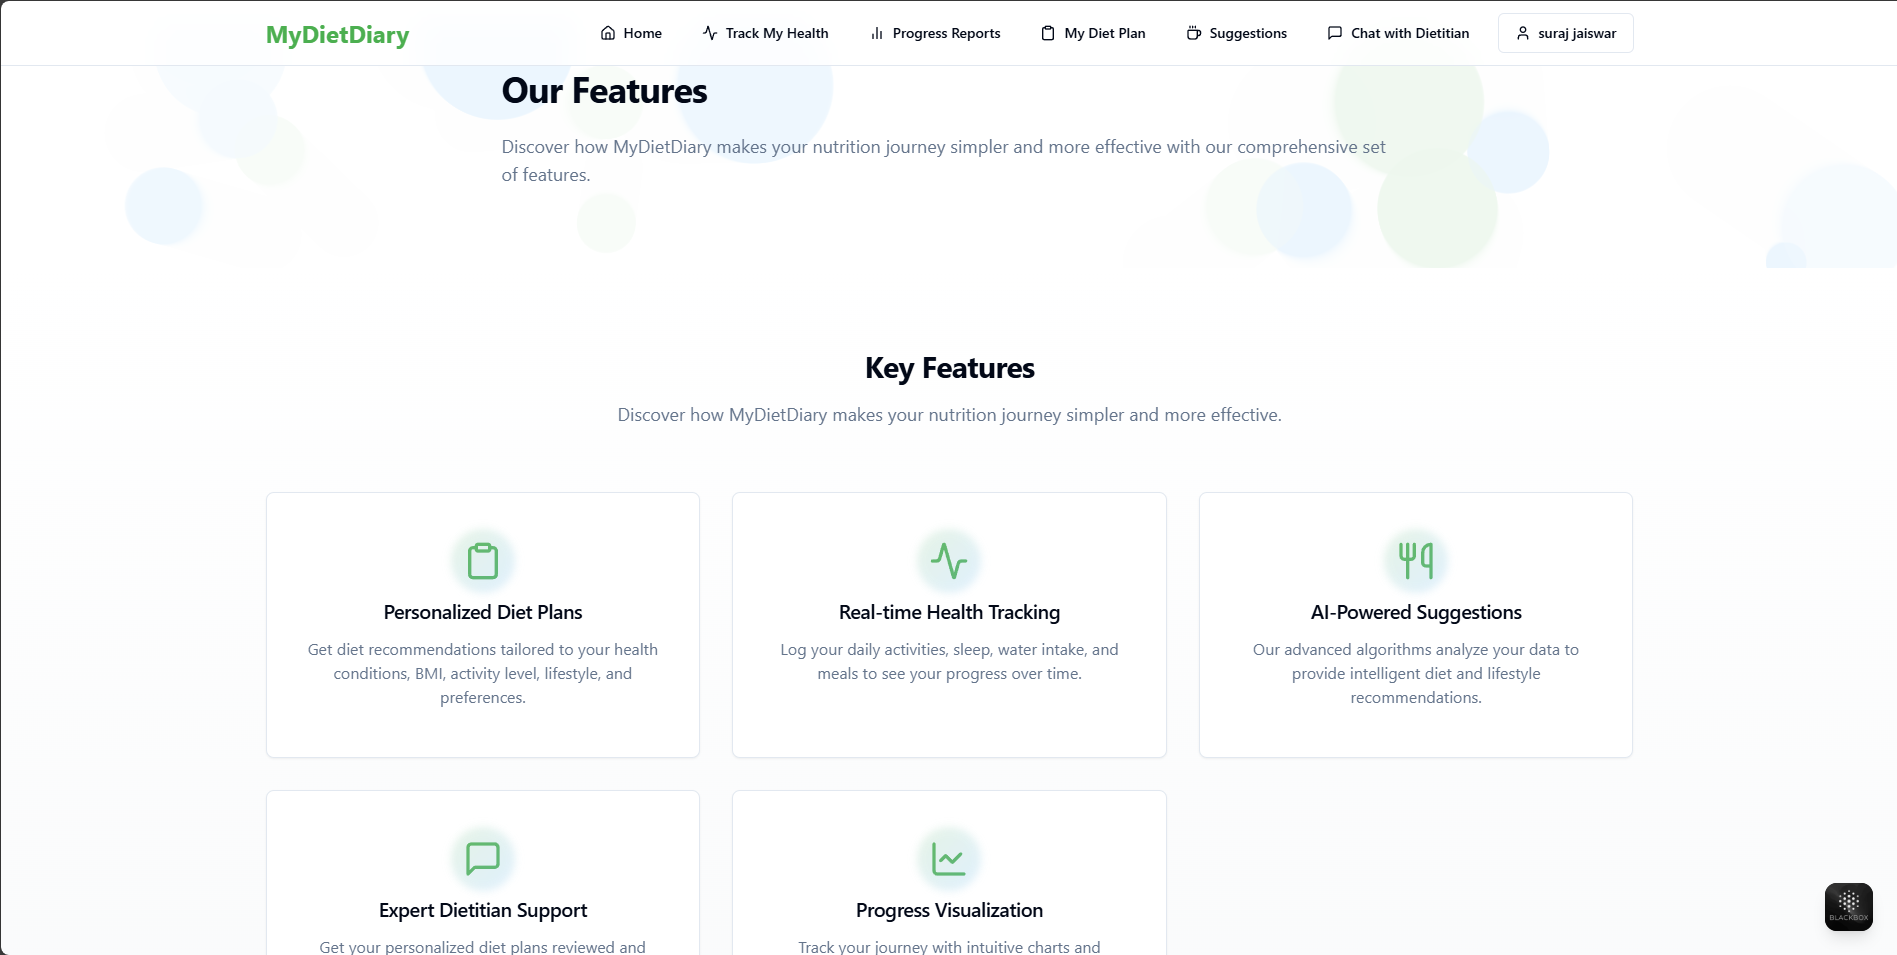 MyDietDiary
Home
Track My Health
Progress Reports
My Diet Plan
Suggestions
Chat with Dietitian
suraj jaiswar
Our Features
Discover how MyDietDiary makes your nutrition journey simpler and more effective with our comprehensive set
of features.
Key Features
Discover how MyDietDiary makes your nutrition journey simpler and more effective.
Personalized Diet Plans
Get diet recommendations tailored to your health
conditions, BMI, activity level, lifestyle, and
preferences.
Real-time Health Tracking
Log your daily activities, sleep, water intake, and
meals to see your progress over time.
AI-Powered Suggestions
Our advanced algorithms analyze your data to
provide intelligent diet and lifestyle
recommendations.
Expert Dietitian Support
Get your personalized diet plans reviewed and
Progress Visualization
Track your journey with intuitive charts and
BLACKBOX